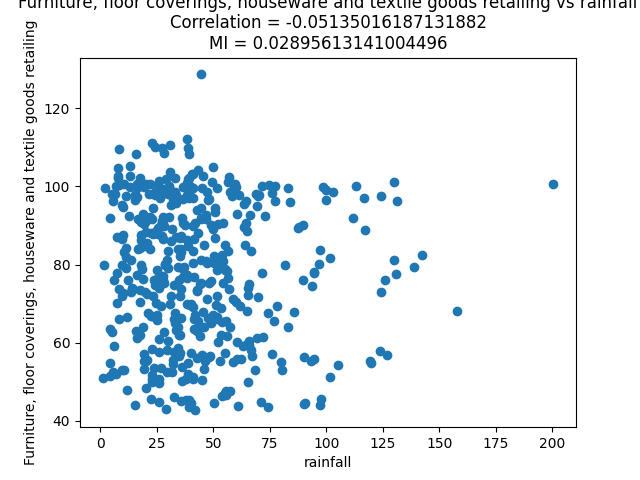 Furniture, floor coverings, houseware and textile goods retailing vs rainfall
Correlation = -0.05135016187131882
MI = 0.02895613141004496
Furniture, floor coverings, houseware and textile goods retailing
120
100
80
60
40
0 25 50 75 100 125 150 175 200
rainfall